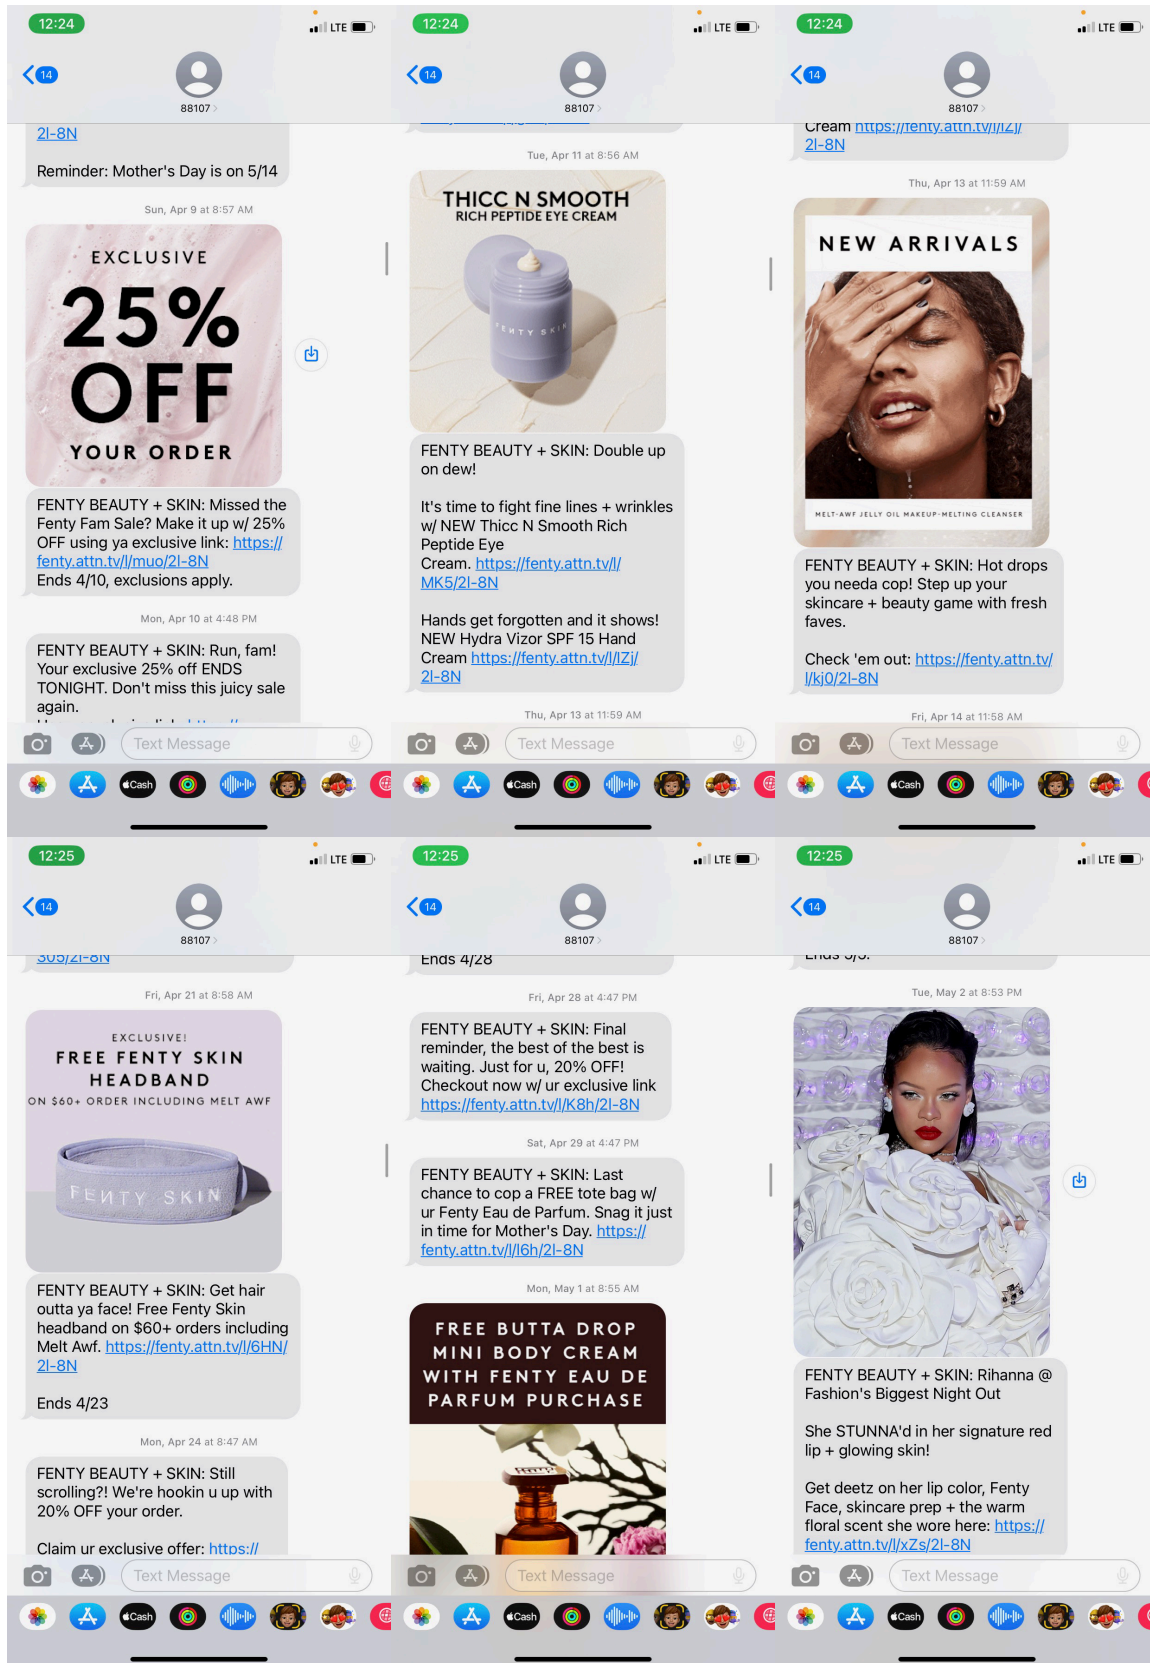 12:24
LTE
14
88107
2l-8N
Reminder: Mother's Day is on 5/14
Sun, Apr 9 at 8:57 AM
EXCLUSIVE
25%
OFF
YOUR ORDER
FENTY BEAUTY + SKIN: Missed the
Fenty Fam Sale? Make it up w/ 25%
OFF using ya exclusive link: https://
fenty.attn.tv/l/muo/2l-8N
Ends 4/10, exclusions apply.
Mon, Apr 10 at 4:48 PM
FENTY BEAUTY + SKIN: Run, fam!
Your exclusive 25% off ENDS
TONIGHT. Don't miss this juicy sale
again.
Text Message
Cash
12:24
LTE
14
88107
Tue, Apr 11 at 8:56 AM
THICC N SMOOTH
RICH PEPTIDE EYE CREAM
FENTY SKIN
FENTY BEAUTY + SKIN: Double up
on dew!
It's time to fight fine lines + wrinkles
w/ NEW Thicc N Smooth Rich
Peptide Eye
Cream. https://fenty.attn.tv/l/
MK5/2l-8N
Hands get forgotten and it shows!
NEW Hydra Vizor SPF 15 Hand
Cream https://fenty.attn.tv/l/IZj/
2l-8N
Thu, Apr 13 at 11:59 AM
Text Message
Cash
12:24
LTE
14
88107
Cream https://fenty.attn.tv/l/IZj/
2l-8N
Thu, Apr 13 at 11:59 AM
NEW ARRIVALS
MELT-AWF JELLY OIL MAKEUP-MELTING CLEANSER
FENTY BEAUTY + SKIN: Hot drops
you needa cop! Step up your
skincare + beauty game with fresh
faves.
Check 'em out: https://fenty.attn.tv/
l/kj0/2l-8N
Fri, Apr 14 at 11:58 AM
Text Message
Cash
12:25
LTE
14
88107
305/2l-8N
Fri, Apr 21 at 8:58 AM
EXCLUSIVE!
FREE FENTY SKIN
HEADBAND
ON $60+ ORDER INCLUDING MELT AWF
FENTY SKIN
FENTY BEAUTY + SKIN: Get hair
outta ya face! Free Fenty Skin
headband on $60+ orders including
Melt Awf. https://fenty.attn.tv/l/6HN/
2l-8N
Ends 4/23
Mon, Apr 24 at 8:47 AM
FENTY BEAUTY + SKIN: Still
scrolling?! We're hookin u up with
20% OFF your order.
Claim ur exclusive offer: https://
Text Message
Cash
12:25
LTE
14
88107
Ends 4/28
Fri, Apr 28 at 4:47 PM
FENTY BEAUTY + SKIN: Final
reminder, the best of the best is
waiting. Just for u, 20% OFF!
Checkout now w/ ur exclusive link
https://fenty.attn.tv/l/K8h/2l-8N
Sat, Apr 29 at 4:47 PM
FENTY BEAUTY + SKIN: Last
chance to cop a FREE tote bag w/
ur Fenty Eau de Parfum. Snag it just
in time for Mother's Day. https://
fenty.attn.tv/l/l6h/2l-8N
Mon, May 1 at 8:55 AM
FREE BUTTA DROP
MINI BODY CREAM
WITH FENTY EAU DE
PARFUM PURCHASE
Text Message
Cash
12:25
LTE
14
88107
Ends 5/5.
Tue, May 2 at 8:53 PM
FENTY BEAUTY + SKIN: Rihanna @
Fashion's Biggest Night Out
She STUNNA'd in her signature red
lip + glowing skin!
Get deetz on her lip color, Fenty
Face, skincare prep + the warm
floral scent she wore here: https://
fenty.attn.tv/l/xZs/2l-8N
Text Message
Cash